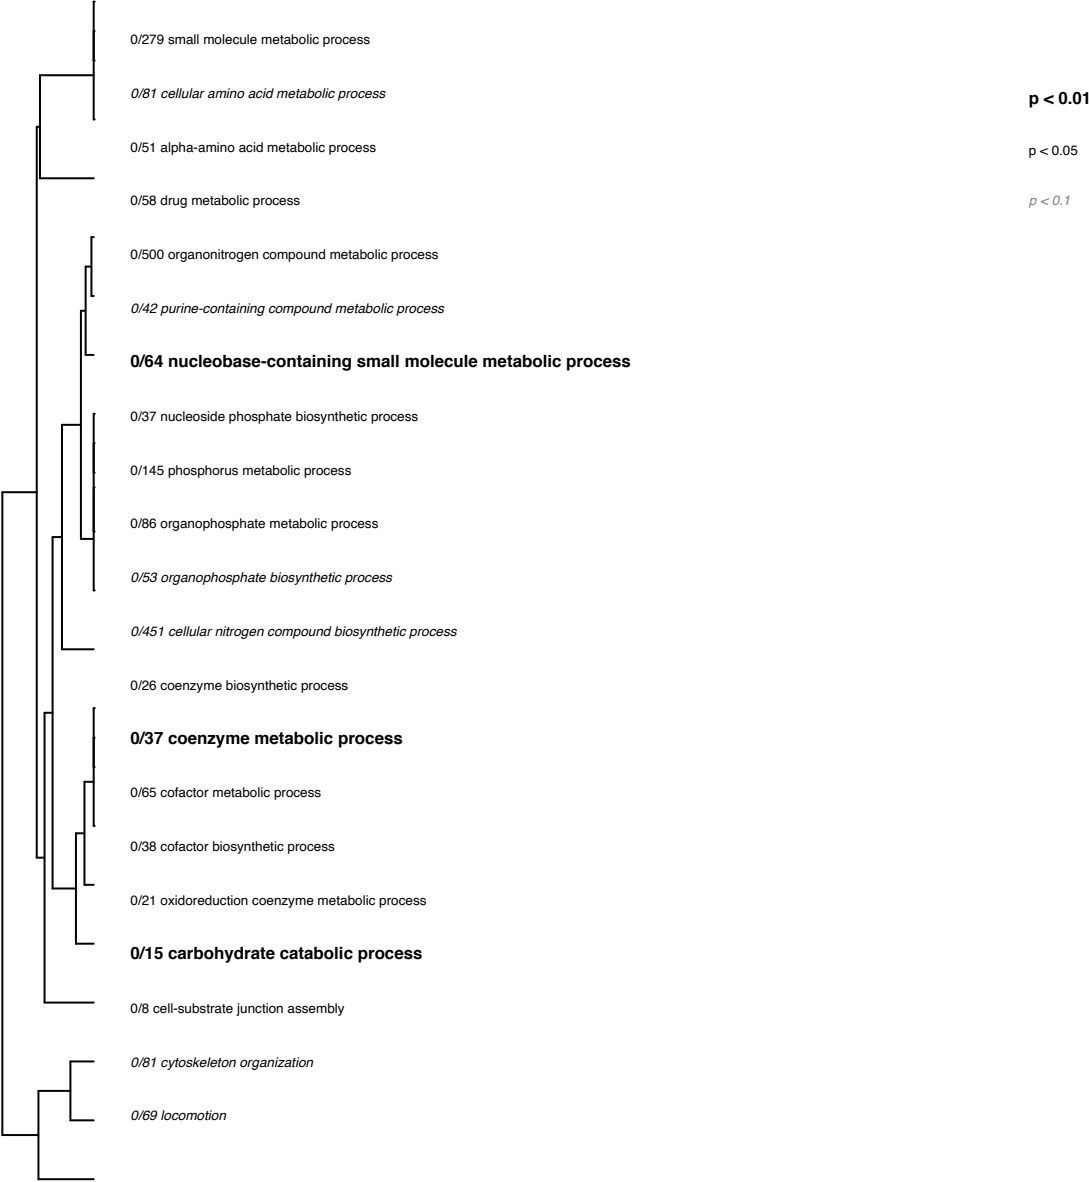 0/279 small molecule metabolic process
0/81 cellular amino acid metabolic process
p < 0.01
0/51 alpha-amino acid metabolic process
p < 0.05
0/58 drug metabolic process
p < 0.1
0/500 organonitrogen compound metabolic process
0/42 purine-containing compound metabolic process
0/64 nucleobase-containing small molecule metabolic process
0/37 nucleoside phosphate biosynthetic process
0/145 phosphorus metabolic process
0/86 organophosphate metabolic process
0/53 organophosphate biosynthetic process
0/451 cellular nitrogen compound biosynthetic process
0/26 coenzyme biosynthetic process
0/37 coenzyme metabolic process
0/65 cofactor metabolic process
0/38 cofactor biosynthetic process
0/21 oxidoreduction coenzyme metabolic process
0/15 carbohydrate catabolic process
0/8 cell-substrate junction assembly
0/81 cytoskeleton organization
0/69 locomotion